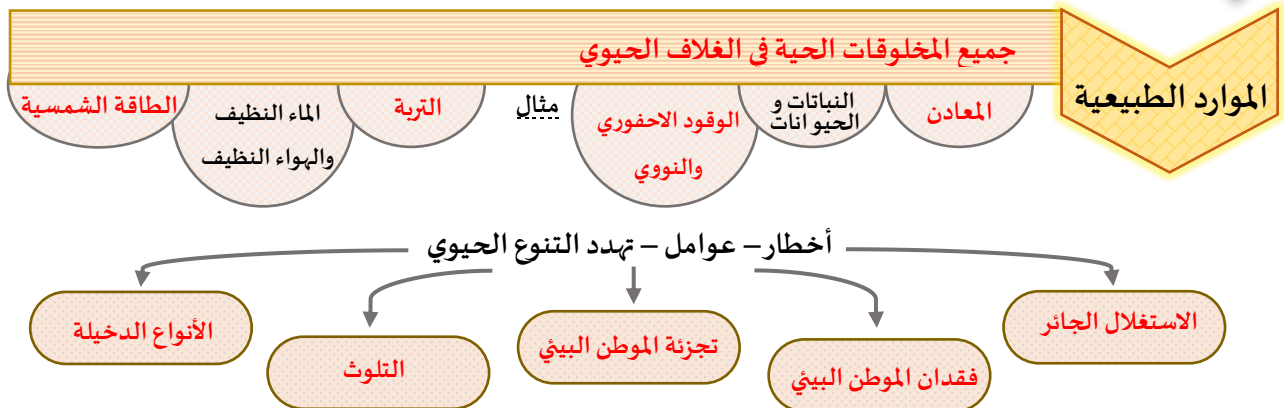 الموارد الطبيعية
جميع المخلوقات الحية في الغلاف الحيوي
المعادن
النباتات و
الحيوانات
الوقود الاحفوري
والنووي
مثال
التربة
الماء النظيف
والهواء النظيف
الطاقة الشمسية
أخطار – عوامل – تهدد التنوع الحيوي
الاستغلال الجائر
فقدان الموطن البيئي
تجزئة الموطن البيئي
التلوث
الأنواع الدخيلة